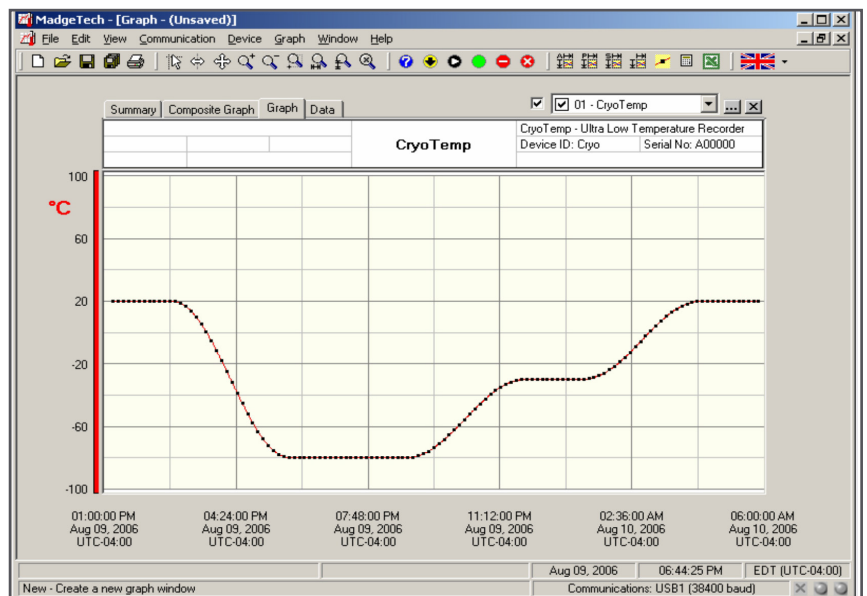 MadgeTech - [Graph - (Unsaved)]
File Edit View Communication Device Graph Window Help
Summary Composite Graph Graph Data
01 - CryoTemp
CryoTemp
CryoTemp - Ultra Low Temperature Recorder
Device ID: Cryo Serial No: A00000
°C
100
60
20
-20
-60
-100
01:00:00 PM 04:24:00 PM 07:48:00 PM 11:12:00 PM 02:36:00 AM 06:00:00 AM
Aug 09, 2006 Aug 09, 2006 Aug 09, 2006 Aug 09, 2006 Aug 10, 2006 Aug 10, 2006
UTC-04:00 UTC-04:00 UTC-04:00 UTC-04:00 UTC-04:00 UTC-04:00
Aug 09, 2006 06:44:25 PM EDT (UTC-04:00)
New - Create a new graph window Communications: USB1 (38400 baud)